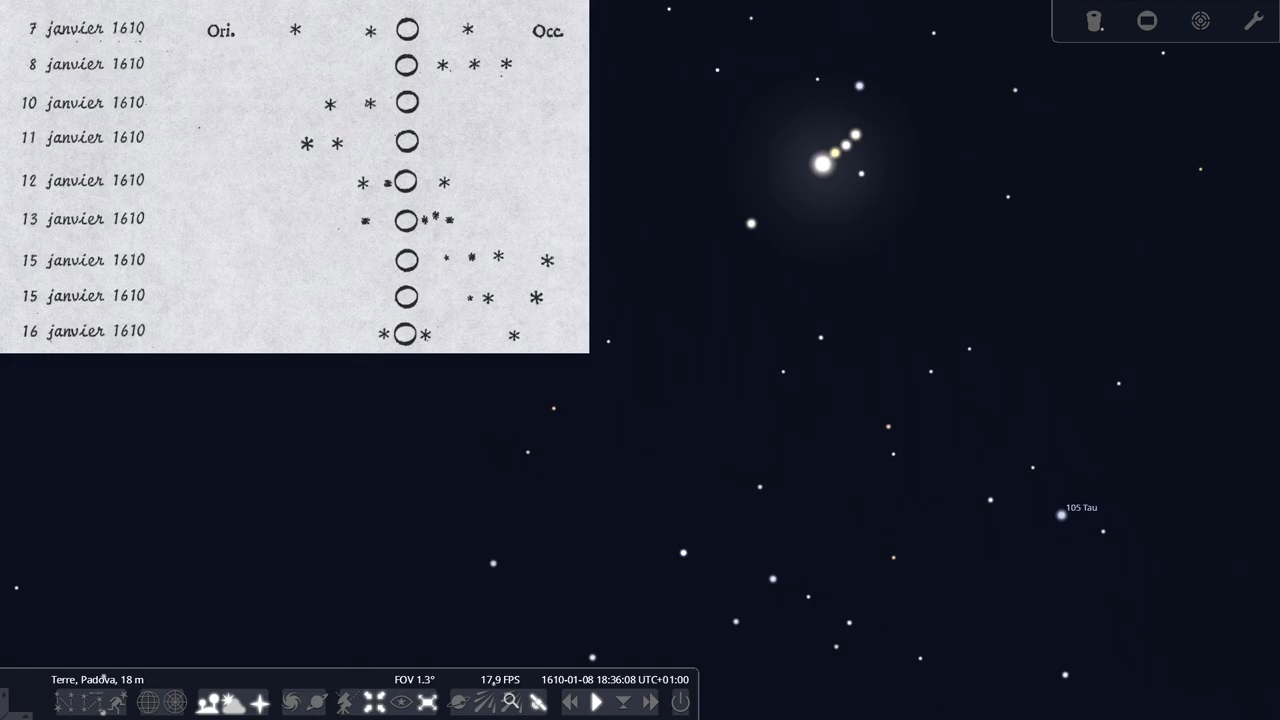 7 janvier 1610 Ori. * * O * Occ.
8 janvier 1610 O * * *
10 janvier 1610 * * O
11 janvier 1610 * * O
12 janvier 1610 * * O *
13 janvier 1610 * O * * *
15 janvier 1610 O * * * *
15 janvier 1610 O * * *
16 janvier 1610 * O * *
105 Tau
Terre, Padova, 18 m FOV 1.3° 17,9 FPS 1610-01-08 18:36:08 UTC+01:00